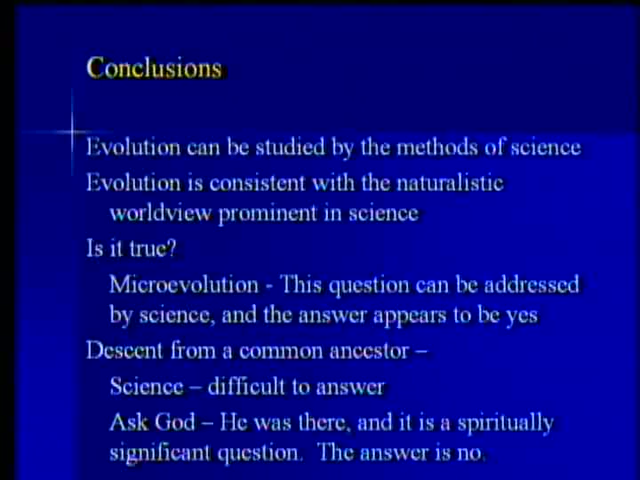 Conclusions
Evolution can be studied by the methods of science
Evolution is consistent with the naturalistic
worldview prominent in science
Is it true?
Microevolution - This question can be addressed
by science, and the answer appears to be yes
Descent from a common ancestor –
Science – difficult to answer
Ask God – He was there, and it is a spiritually
significant question.  The answer is no.